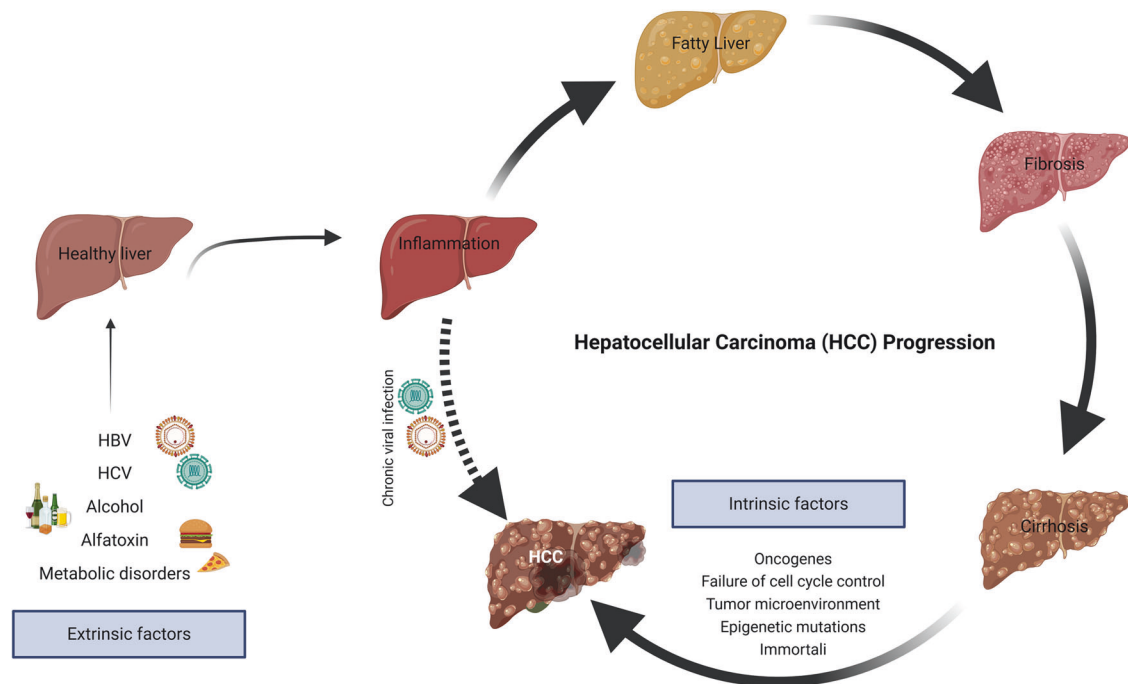 Fatty Liver
Fibrosis
Healthy liver
Inflammation
Hepatocellular Carcinoma (HCC) Progression
Chronic viral infection
HBV
HCV
Alcohol
Alfatoxin
Metabolic disorders
Extrinsic factors
Intrinsic factors
Cirrhosis
HCC
Oncogenes
Failure of cell cycle control
Tumor microenvironment
Epigenetic mutations
Immortali